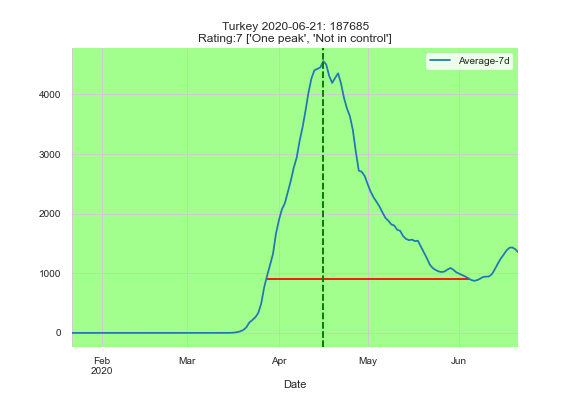 Turkey 2020-06-21: 187685
Rating:7 ['One peak', 'Not in control']
Average-7d
4000
3000
2000
1000
0
Feb
2020
Mar
Apr
May
Jun
Date